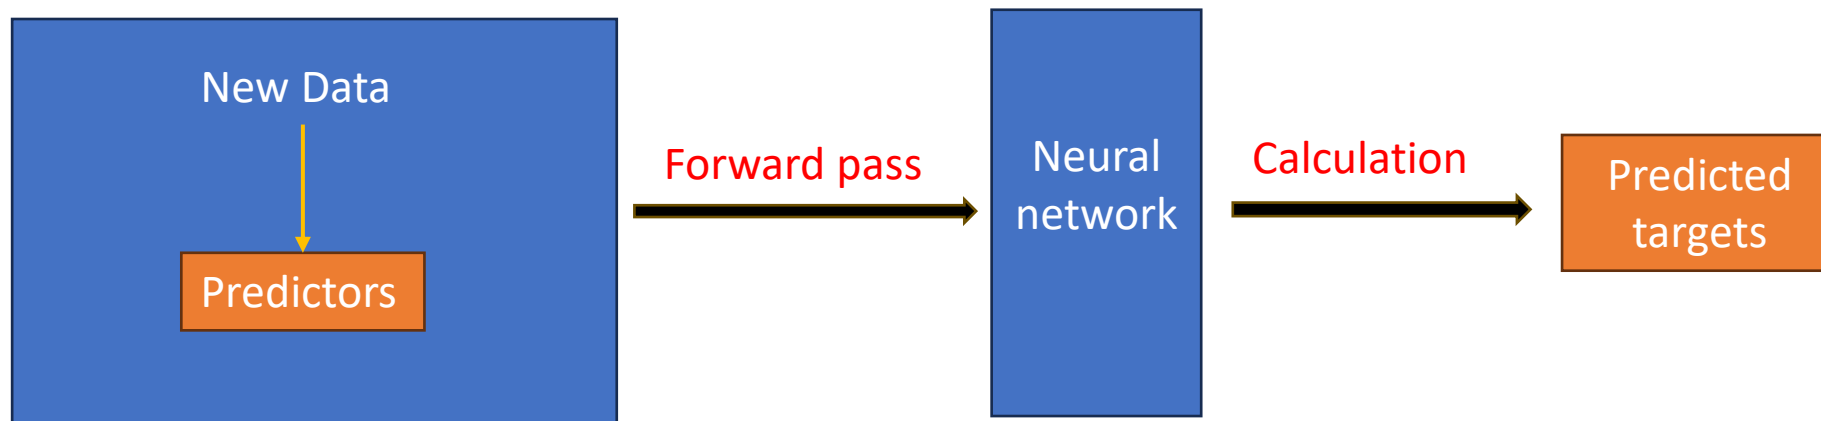 New Data
Predictors
Forward pass
Neural
network
Calculation
Predicted
targets